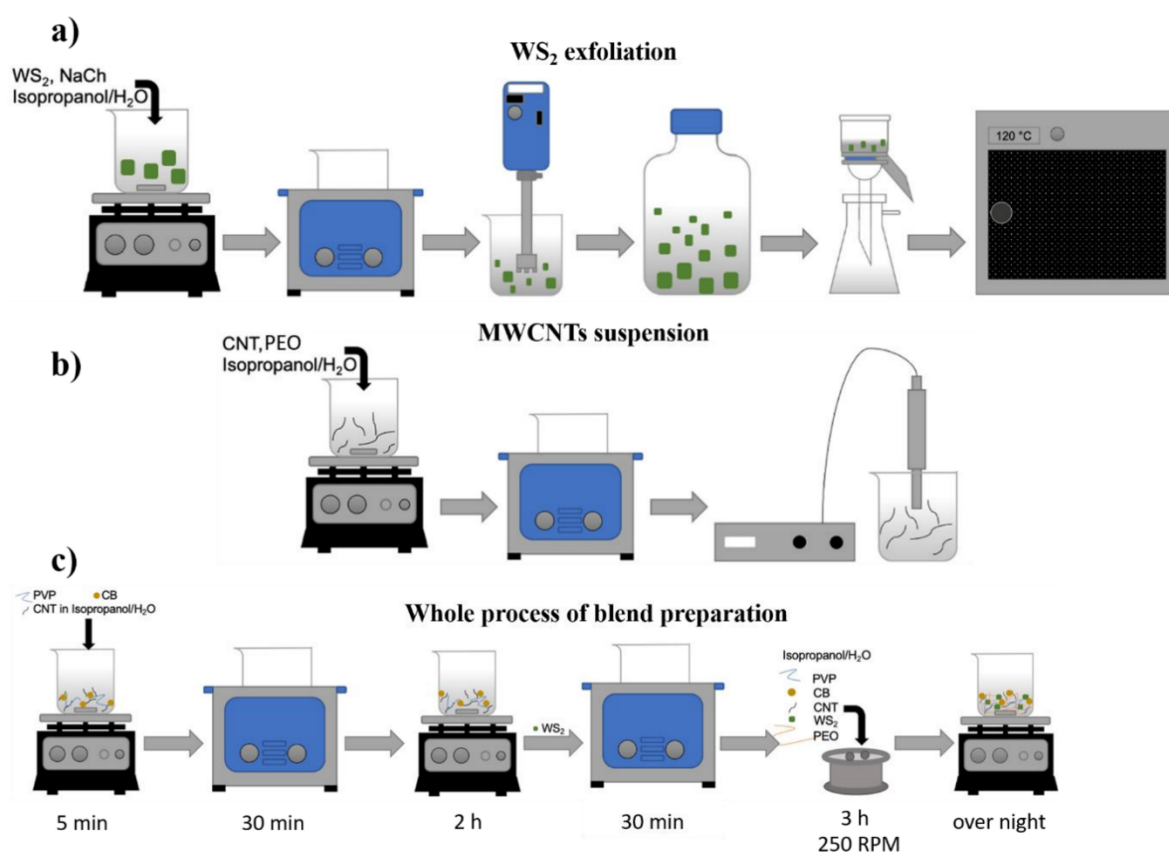 a)
WS₂ exfoliation
WS₂, NaCh
Isopropanol/H₂O
120 °C
MWCNTs suspension
b)
CNT,PEO
Isopropanol/H₂O
c)
PVP CB
CNT in Isopropanol/H₂O
Whole process of blend preparation
WS₂
Isopropanol/H₂O
PVP
CB
CNT
WS₂
PEO
5 min
30 min
2 h
30 min
3 h
250 RPM
over night